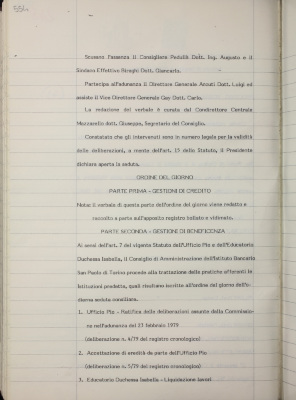 334
Scusano l'assenza il Consigliere Pedullà Dott. Ing. Augusto e il
Sindaco Effettivo Biraghi Dott. Giancarlo.
Partecipa all'adunanza il Direttore Generale Arcuti Dott. Luigi ed
assiste il Vice Direttore Generale Gay Dott. Carlo.
La redazione del verbale è curata dal Condirettore Centrale
Mazzarello dott. Giuseppe, Segretario del Consiglio.
Constatato che gli intervenuti sono in numero legale per la validità
delle deliberazioni, a mente dell'art. 15 dello Statuto, il Presidente
dichiara aperta la seduta.
ORDINE DEL GIORNO
PARTE PRIMA - GESTIONI DI CREDITO
Nota: il verbale di questa parte dell'ordine del giorno viene redatto e
raccolto a parte sull'apposito registro bollato e vidimato.
PARTE SECONDA - GESTIONI DI BENEFICENZA
Ai sensi dell'art. 7 del vigente Statuto dell'Ufficio Pio e dell'Educatorio
Duchessa Isabella, il Consiglio di Amministrazione dell'Istituto Bancario
San Paolo di Torino procede alla trattazione delle pratiche afferenti le
Istituzioni predette, quali risultano iscritte all'ordine del giorno dell'o-
dierna seduta consiliare.
1. Ufficio Pio - Ratifica delle deliberazioni assunte dalla Commissio-
ne nell'adunanza del 23 febbraio 1979
(deliberazione n. 4/79 del registro cronologico)
2. Accettazione di eredità da parte dell'Ufficio Pio
(deliberazione n. 5/79 del registro cronologico)
3. Educatorio Duchessa Isabella - Liquidazione lavori